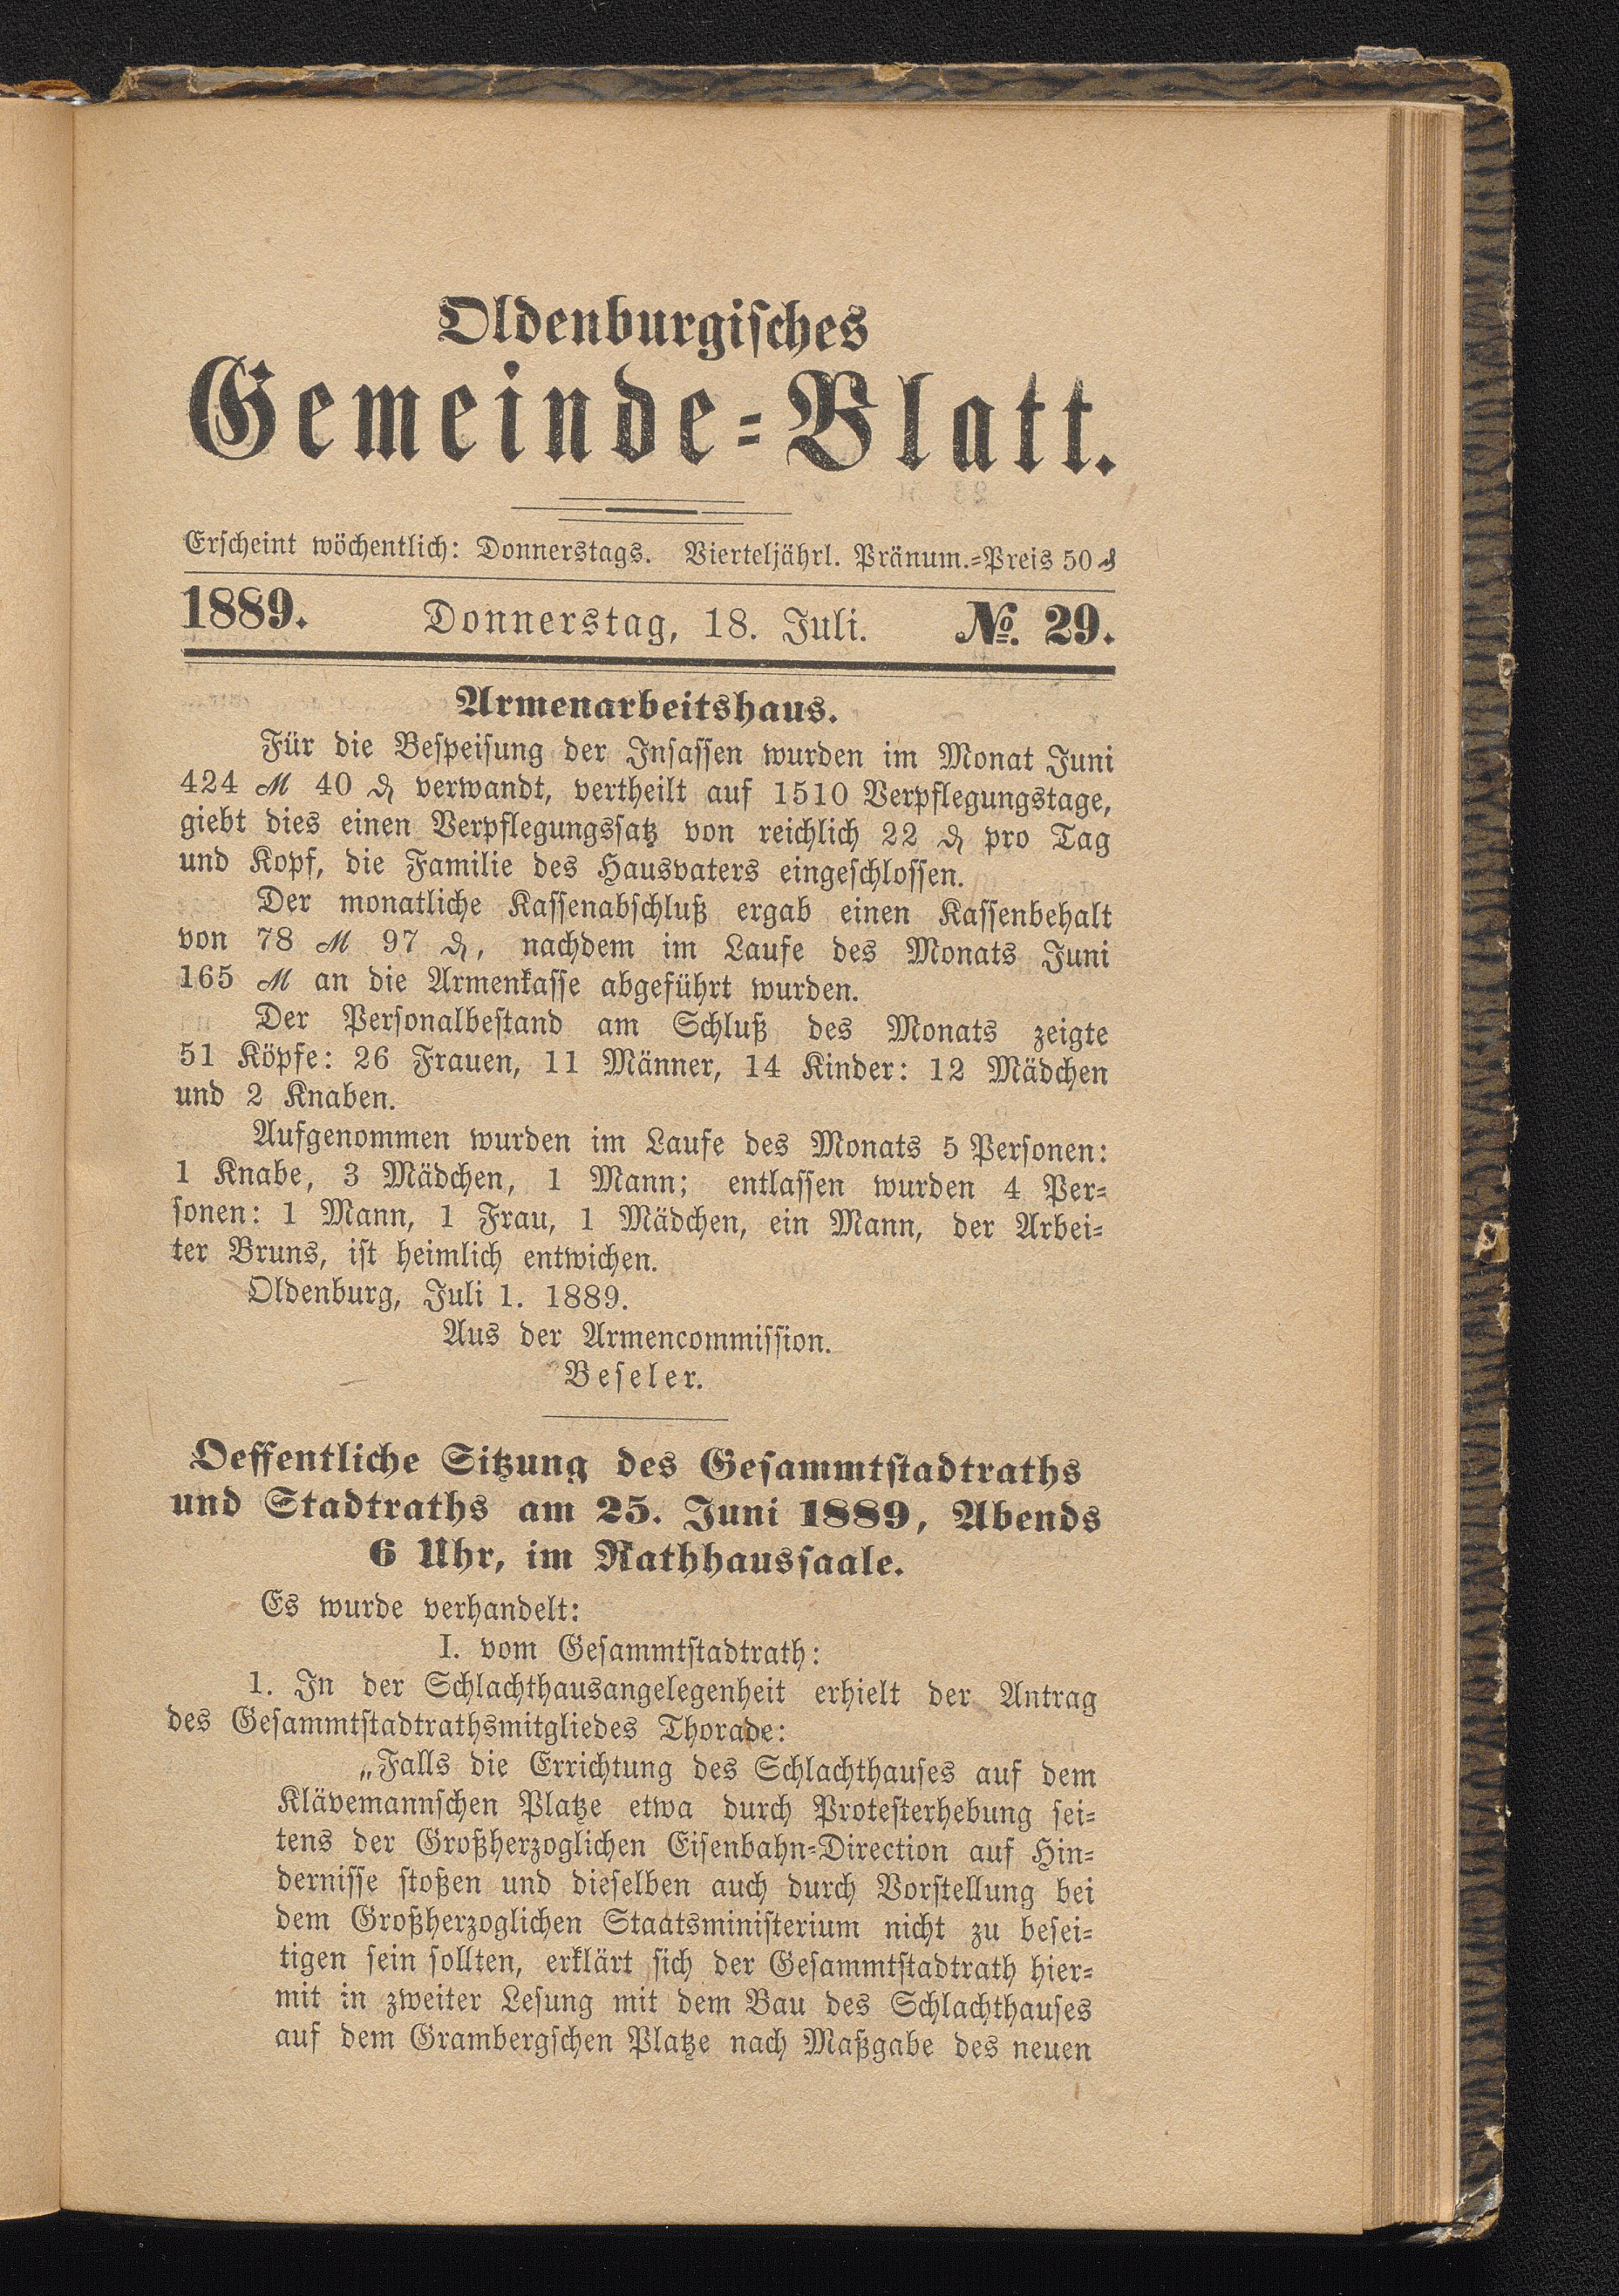 Oldenburgisches
Gemeinde-Blatt.
Erscheint wöchentlich: Donnerstags. Vierteljährl. Pränum.-Preis 50 ₰
1889. Donnerstag, 18. Juli. №. 29.
Armenarbeitshaus.
Für die Bespeisung der Insassen wurden im Monat Juni
424 ℳ 40 ₰ verwandt, vertheilt auf 1510 Verpflegungstage,
giebt dies einen Verpflegungssatz von reichlich 22 ₰ pro Tag
und Kopf, die Familie des Hausvaters eingeschlossen.
Der monatliche Kassenabschluß ergab einen Kassenbehalt
von 78 ℳ 97 ₰, nachdem im Laufe des Monats Juni
165 ℳ an die Armenkasse abgeführt wurden.
Der Personalbestand am Schluß des Monats zeigte
51 Köpfe: 26 Frauen, 11 Männer, 14 Kinder: 12 Mädchen
und 2 Knaben.
Aufgenommen wurden im Laufe des Monats 5 Personen:
1 Knabe, 3 Mädchen, 1 Mann; entlassen wurden 4 Per-
sonen: 1 Mann, 1 Frau, 1 Mädchen, ein Mann, der Arbei-
ter Bruns, ist heimlich entwichen.
Oldenburg, Juli 1. 1889.
Aus der Armencommission.
Beseler.
Oeffentliche Sitzung des Gesammtstadtraths
und Stadtraths am 25. Juni 1889, Abends
6 Uhr, im Rathhaussaale.
Es wurde verhandelt:
I. vom Gesammtstadtrath:
1. In der Schlachthausangelegenheit erhielt der Antrag
des Gesammtstadtrathsmitgliedes Thorade:
„Falls die Errichtung des Schlachthauses auf dem
Klävemannschen Platze etwa durch Protesterhebung sei-
tens der Großherzoglichen Eisenbahn-Direction auf Hin-
dernisse stoßen und dieselben auch durch Vorstellung bei
dem Großherzoglichen Staatsministerium nicht zu besei-
tigen sein sollten, erklärt sich der Gesammtstadtrath hier-
mit in zweiter Lesung mit dem Bau des Schlachthauses
auf dem Grambergschen Platze nach Maßgabe des neuen